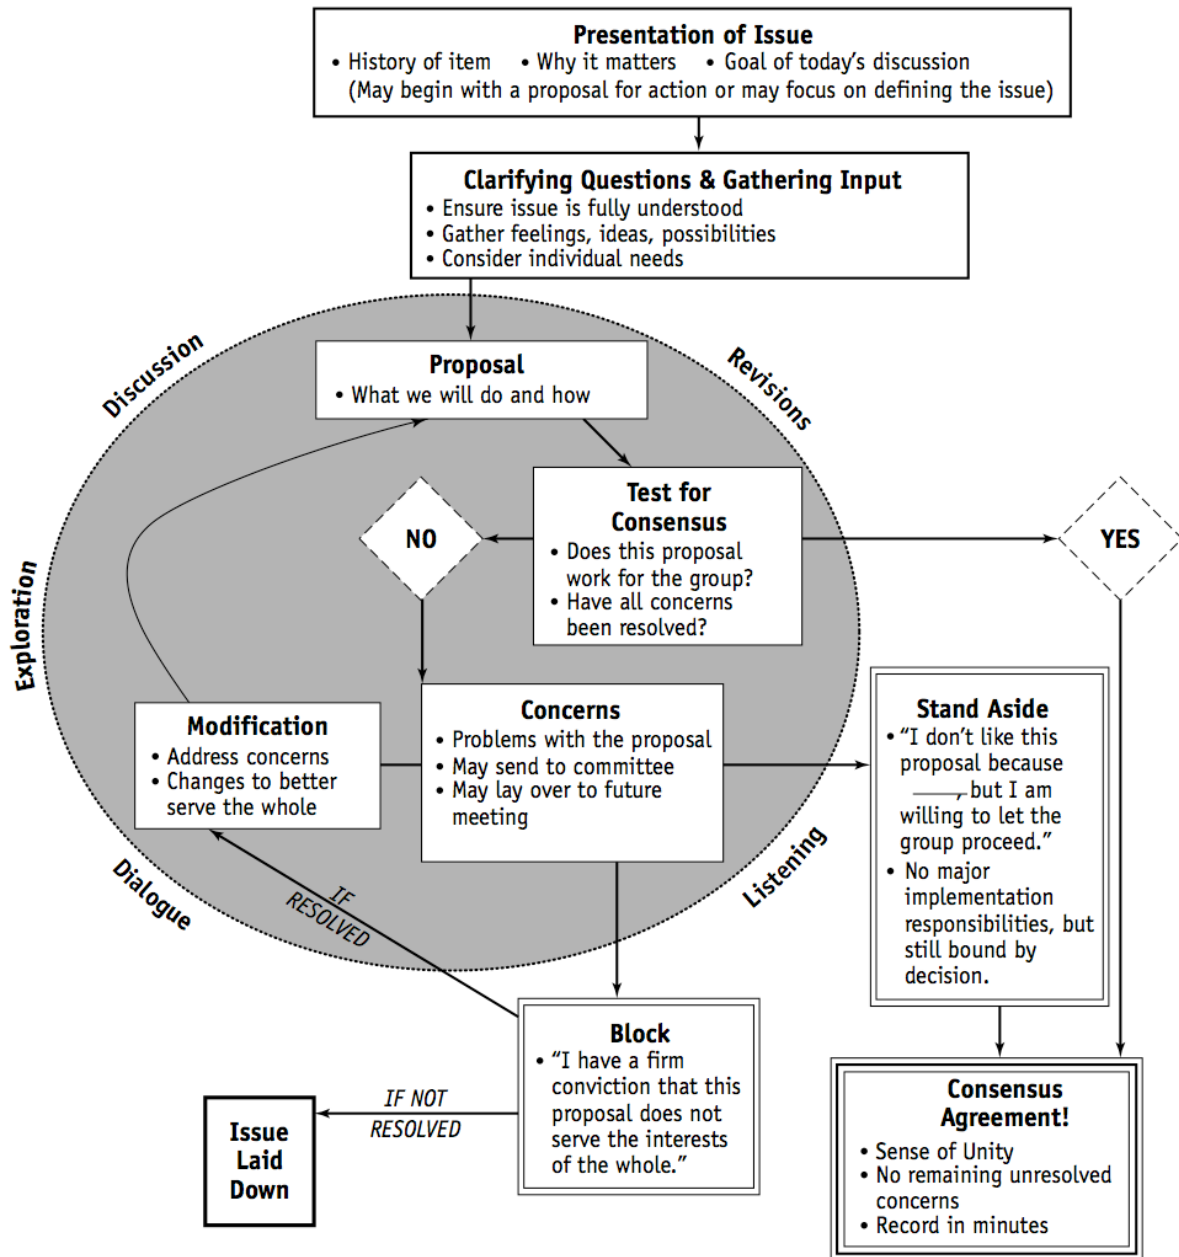 Presentation of Issue
• History of item • Why it matters • Goal of today's discussion
(May begin with a proposal for action or may focus on defining the issue)
Clarifying Questions & Gathering Input
• Ensure issue is fully understood
• Gather feelings, ideas, possibilities
• Consider individual needs
Discussion
Revisions
Proposal
• What we will do and how
Test for
Consensus
• Does this proposal
work for the group?
• Have all concerns
been resolved?
NO
YES
Exploration
Modification
• Address concerns
• Changes to better
serve the whole
Concerns
• Problems with the proposal
• May send to committee
• May lay over to future
meeting
Stand Aside
• "I don't like this
proposal because
____, but I am
willing to let the
group proceed."
• No major
implementation
responsibilities, but
still bound by
decision.
Dialogue
Listening
IF
RESOLVED
Block
• "I have a firm
conviction that this
proposal does not
serve the interests
of the whole."
IF NOT
RESOLVED
Issue
Laid
Down
Consensus
Agreement!
• Sense of Unity
• No remaining unresolved
concerns
• Record in minutes